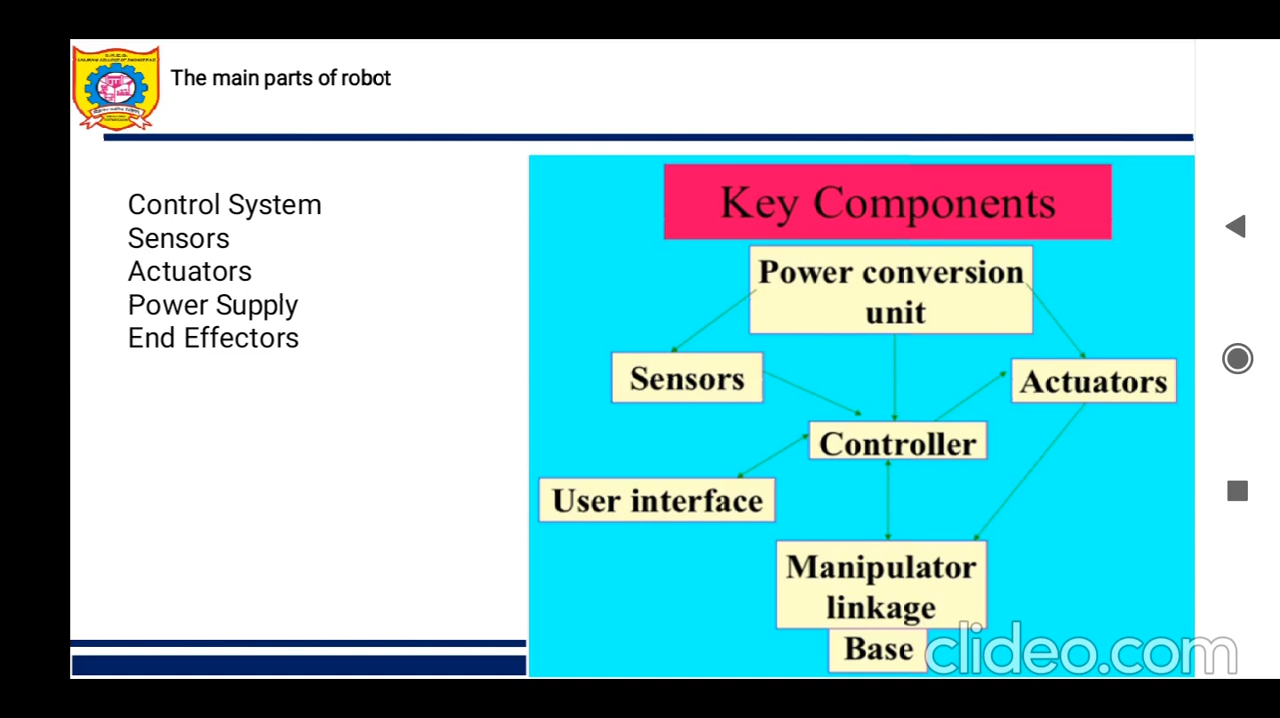 The main parts of robot
Control System
Sensors
Actuators
Power Supply
End Effectors
Key Components
Power conversion
unit
Sensors
Actuators
Controller
User interface
Manipulator
linkage
Base
clideo.com